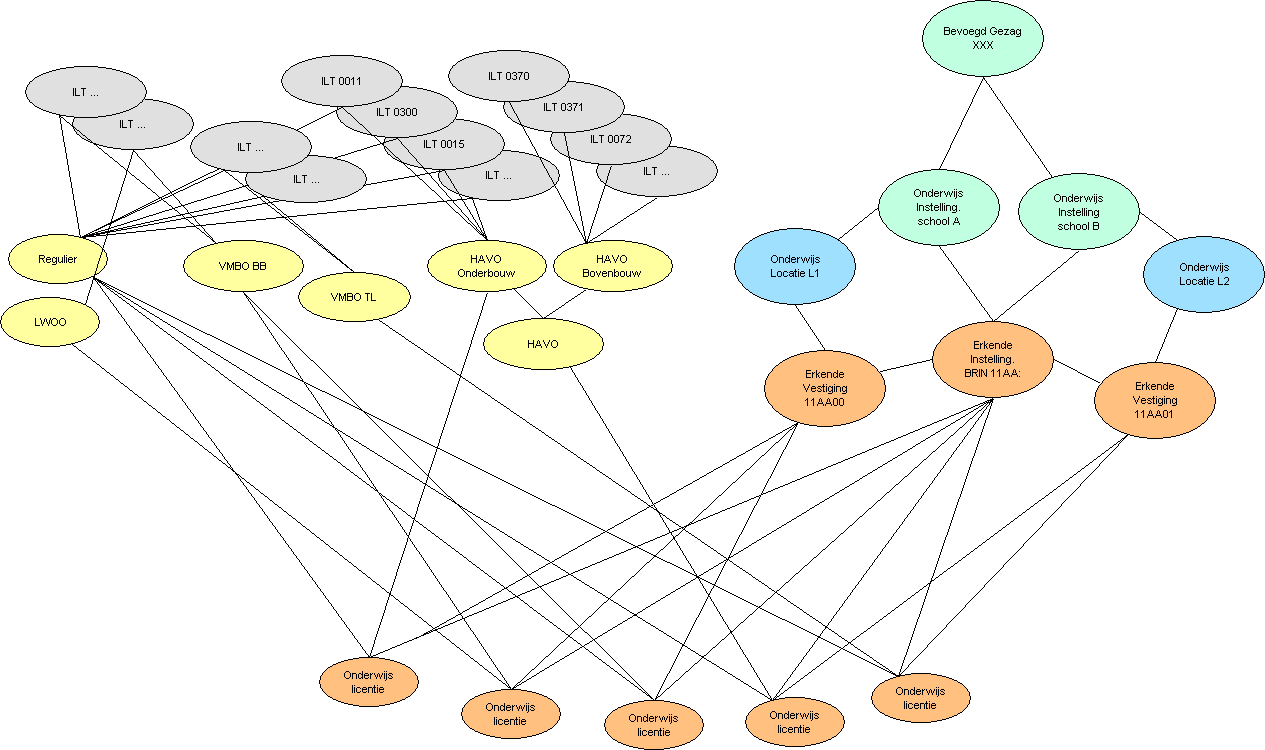 Bevoegd Gezag
XXX
ILT ...
ILT ...
ILT 0011
ILT 0300
ILT 0015
ILT ...
ILT 0370
ILT 0371
ILT 0072
ILT ...
ILT ...
ILT ...
Onderwijs
Instelling.
school A
Onderwijs
Instelling
school B
Regulier
VMBO BB
VMBO TL
HAVO
Onderbouw
HAVO
Bovenbouw
Onderwijs
Locatie L1
Onderwijs
Locatie L2
LWOO
HAVO
Erkende
Vestiging
11AA00
Erkende
Instelling.
BRIN 11AA:
Erkende
Vestiging
11AA01
Onderwijs
licentie
Onderwijs
licentie
Onderwijs
licentie
Onderwijs
licentie
Onderwijs
licentie